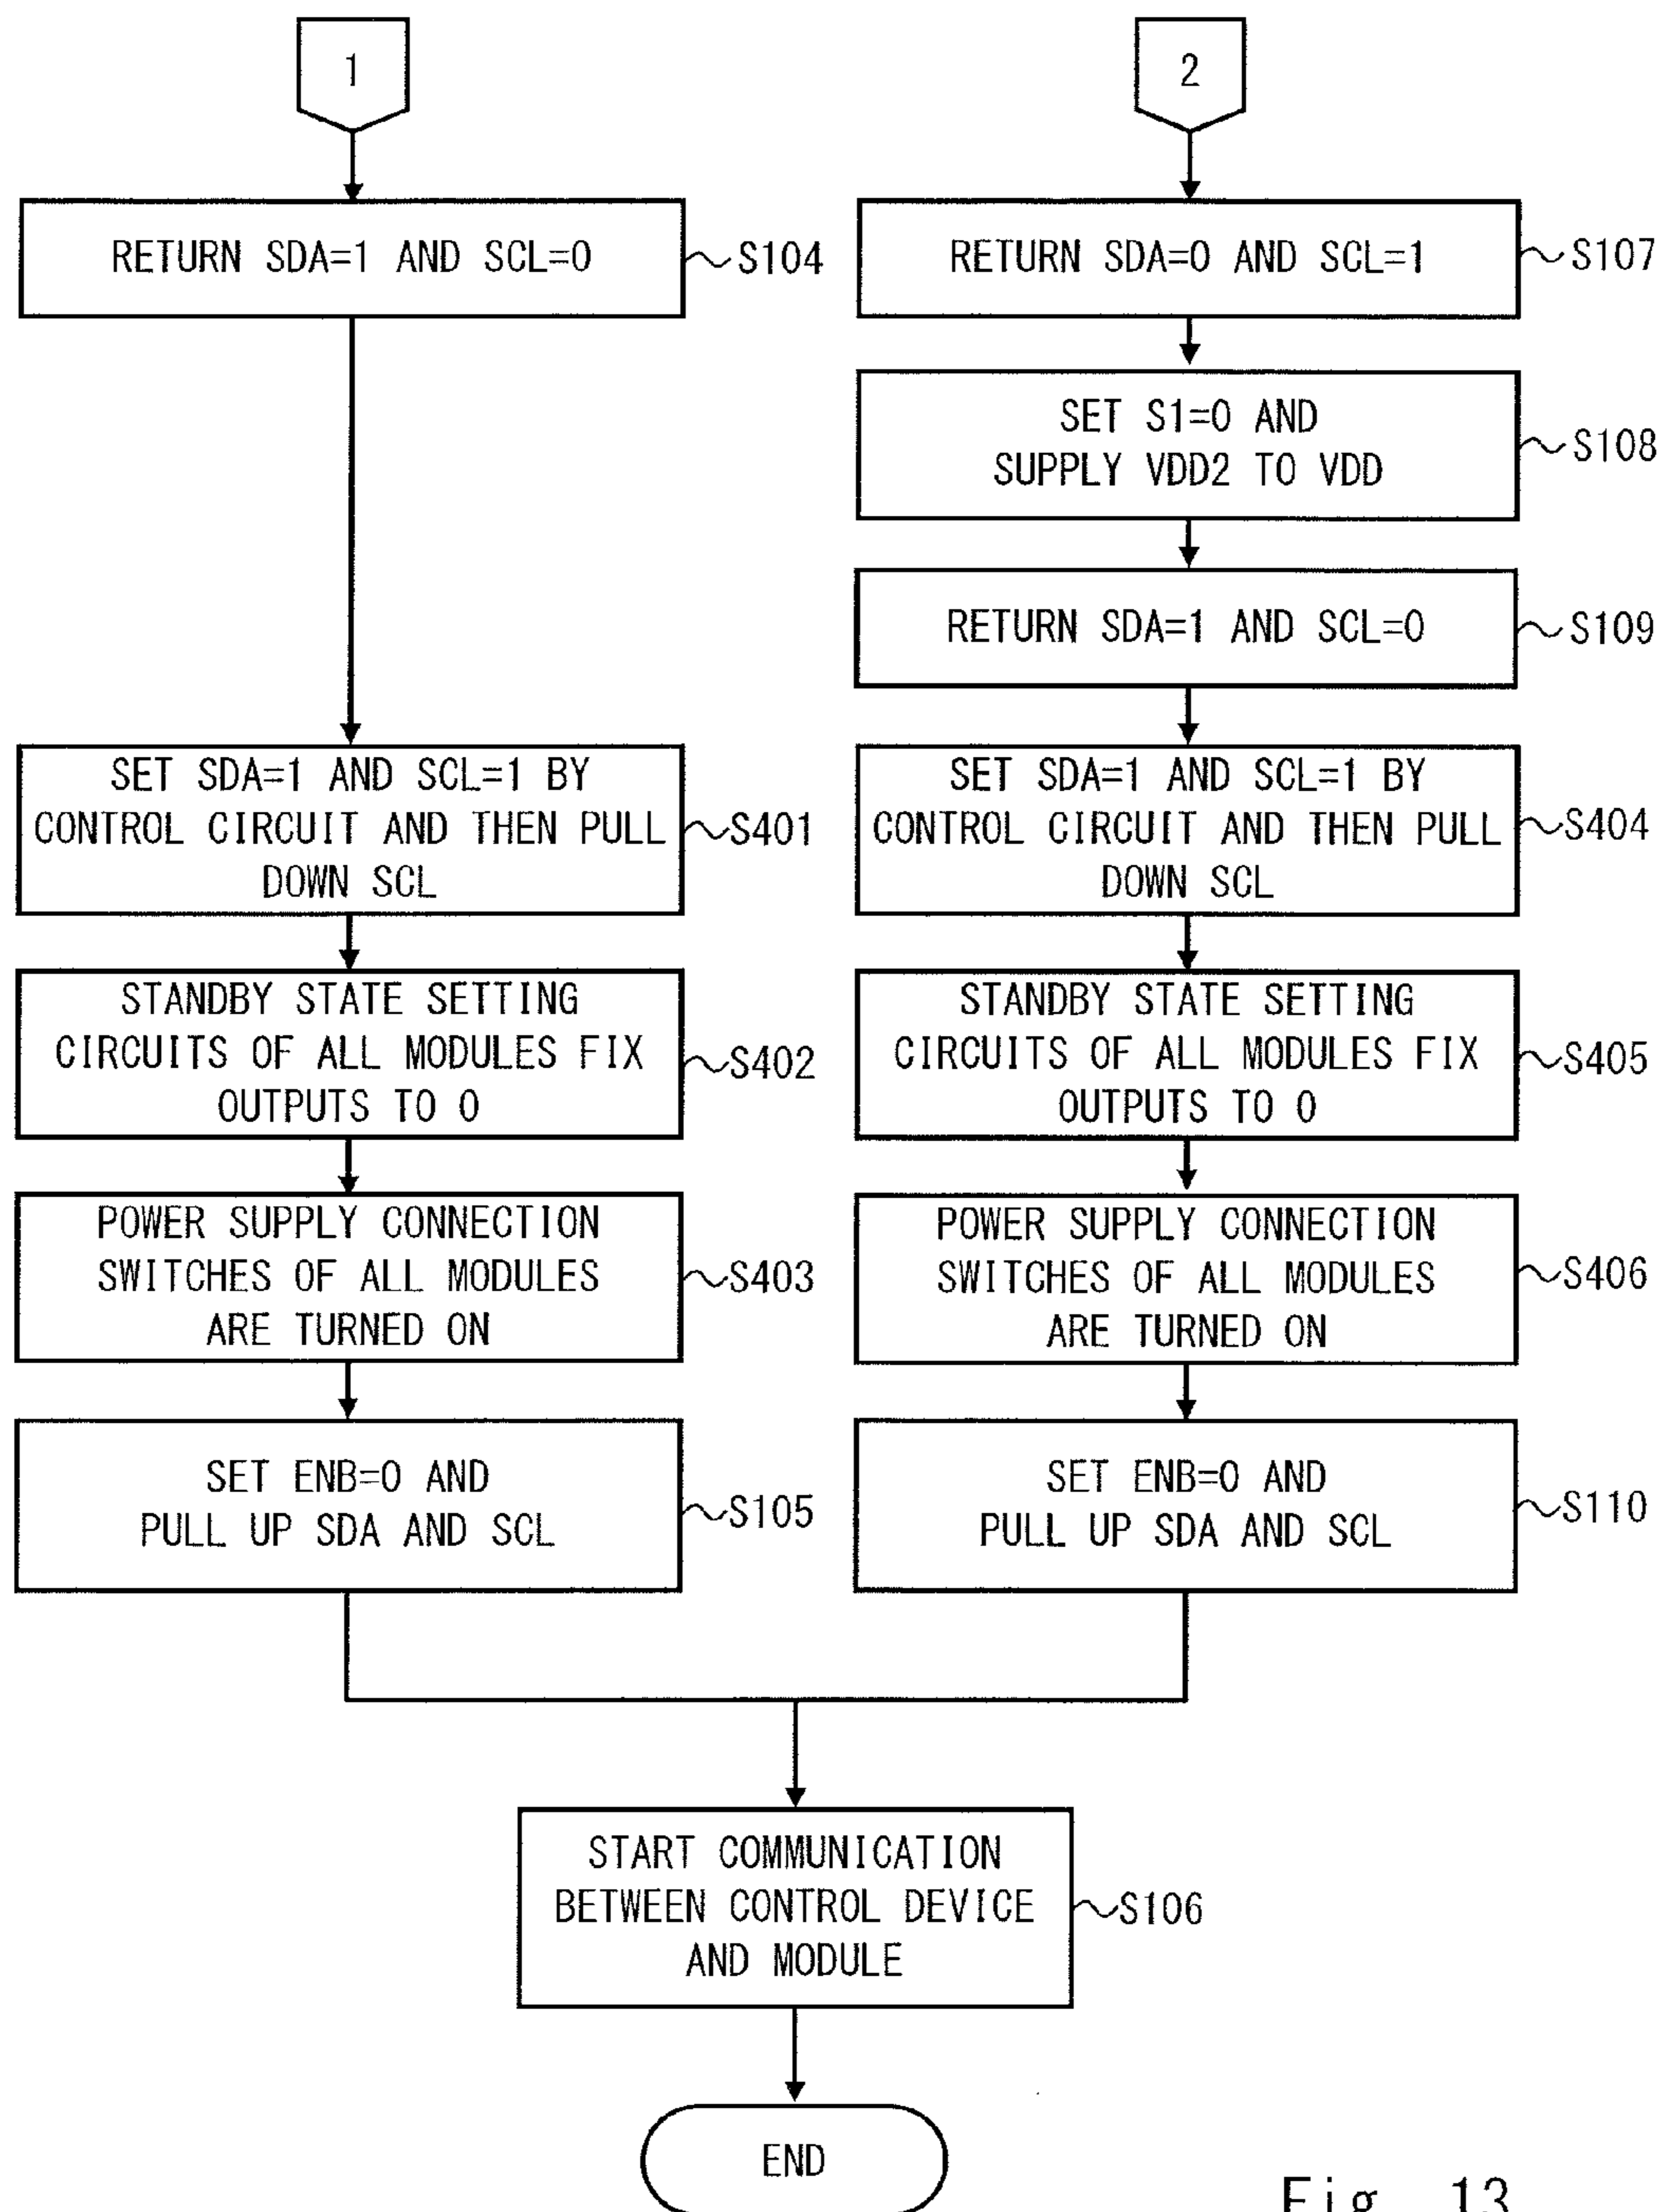 1
RETURN SDA=1 AND SCL=0
S104
SET SDA=1 AND SCL=1 BY
CONTROL CIRCUIT AND THEN PULL
DOWN SCL
S401
STANDBY STATE SETTING
CIRCUITS OF ALL MODULES FIX
OUTPUTS TO 0
S402
POWER SUPPLY CONNECTION
SWITCHES OF ALL MODULES
ARE TURNED ON
S403
SET ENB=0 AND
PULL UP SDA AND SCL
S105
2
RETURN SDA=0 AND SCL=1
S107
SET S1=0 AND
SUPPLY VDD2 TO VDD
S108
RETURN SDA=1 AND SCL=0
S109
SET SDA=1 AND SCL=1 BY
CONTROL CIRCUIT AND THEN PULL
DOWN SCL
S404
STANDBY STATE SETTING
CIRCUITS OF ALL MODULES FIX
OUTPUTS TO 0
S405
POWER SUPPLY CONNECTION
SWITCHES OF ALL MODULES
ARE TURNED ON
S406
SET ENB=0 AND
PULL UP SDA AND SCL
S110
START COMMUNICATION
BETWEEN CONTROL DEVICE
AND MODULE
S106
END
Fig. 13